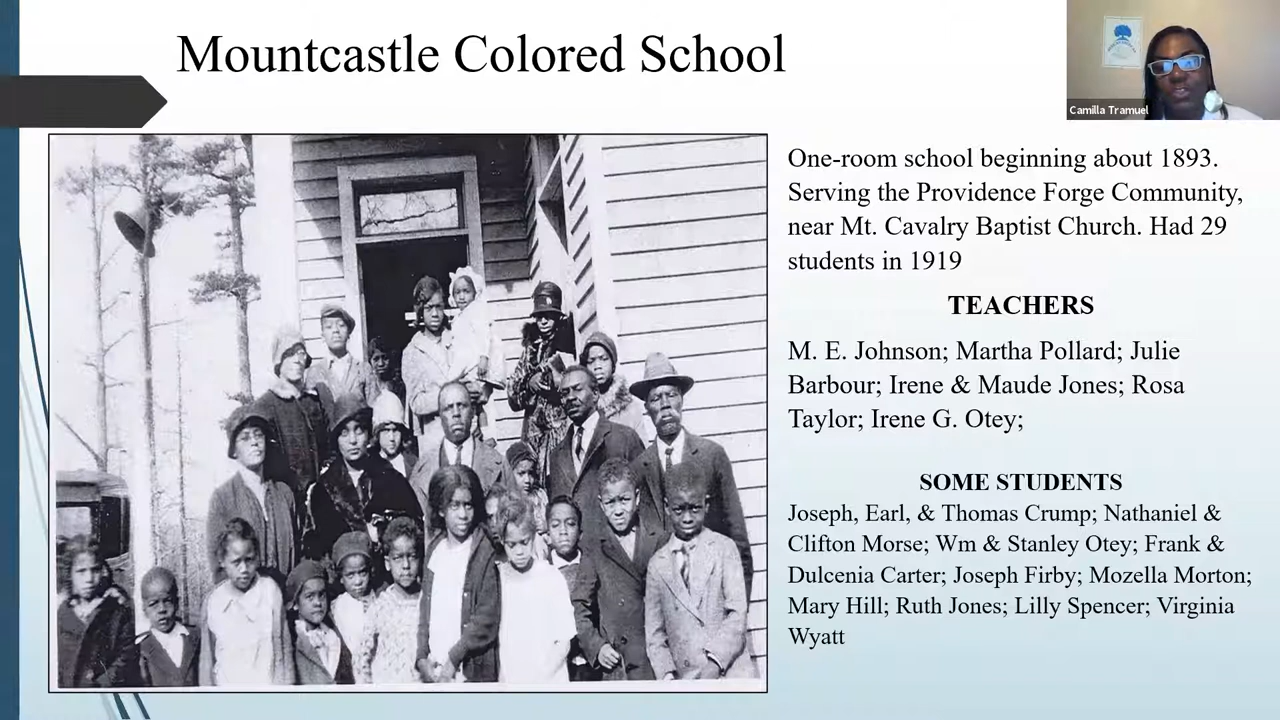 Mountcastle Colored School
Camilla Tramuel
One-room school beginning about 1893.
Serving the Providence Forge Community,
near Mt. Cavalry Baptist Church. Had 29
students in 1919
TEACHERS
M. E. Johnson; Martha Pollard; Julie
Barbour; Irene & Maude Jones; Rosa
Taylor; Irene G. Otey;
SOME STUDENTS
Joseph, Earl, & Thomas Crump; Nathaniel &
Clifton Morse; Wm & Stanley Otey; Frank &
Dulcenia Carter; Joseph Firby; Mozella Morton;
Mary Hill; Ruth Jones; Lilly Spencer; Virginia
Wyatt